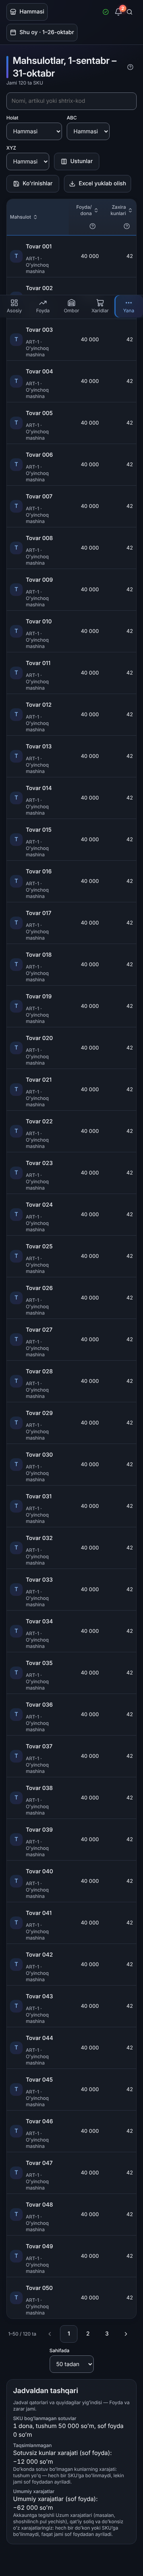 Hammasi
2
Shu oy · 1–26-oktabr
Mahsulotlar, 1-sentabr –
31-oktabr
Jami 120 ta SKU
Nomi, artikul yoki shtrix-kod
Holat
ABC
Hammasi
Hammasi
XYZ
Hammasi
Ustunlar
Ko'rinishlar
Excel yuklab olish
Mahsulot
Foyda/
dona
Zaxira
kunlari
Tovar 001
T
ART-1 ·
O'yinchoq
mashina
40 000
42
Tovar 002
Asosiy
Foyda
Ombor
Xaridlar
Yana
Tovar 003
T
ART-1 ·
O'yinchoq
mashina
40 000
42
Tovar 004
T
ART-1 ·
O'yinchoq
mashina
40 000
42
Tovar 005
T
ART-1 ·
O'yinchoq
mashina
40 000
42
Tovar 006
T
ART-1 ·
O'yinchoq
mashina
40 000
42
Tovar 007
T
ART-1 ·
O'yinchoq
mashina
40 000
42
Tovar 008
T
ART-1 ·
O'yinchoq
mashina
40 000
42
Tovar 009
T
ART-1 ·
O'yinchoq
mashina
40 000
42
Tovar 010
T
ART-1 ·
O'yinchoq
mashina
40 000
42
Tovar 011
T
ART-1 ·
O'yinchoq
mashina
40 000
42
Tovar 012
T
ART-1 ·
O'yinchoq
mashina
40 000
42
Tovar 013
T
ART-1 ·
O'yinchoq
mashina
40 000
42
Tovar 014
T
ART-1 ·
O'yinchoq
mashina
40 000
42
Tovar 015
T
ART-1 ·
O'yinchoq
mashina
40 000
42
Tovar 016
T
ART-1 ·
O'yinchoq
mashina
40 000
42
Tovar 017
T
ART-1 ·
O'yinchoq
mashina
40 000
42
Tovar 018
T
ART-1 ·
O'yinchoq
mashina
40 000
42
Tovar 019
T
ART-1 ·
O'yinchoq
mashina
40 000
42
Tovar 020
T
ART-1 ·
O'yinchoq
mashina
40 000
42
Tovar 021
T
ART-1 ·
O'yinchoq
mashina
40 000
42
Tovar 022
T
ART-1 ·
O'yinchoq
mashina
40 000
42
Tovar 023
T
ART-1 ·
O'yinchoq
mashina
40 000
42
Tovar 024
T
ART-1 ·
O'yinchoq
mashina
40 000
42
Tovar 025
T
ART-1 ·
O'yinchoq
mashina
40 000
42
Tovar 026
T
ART-1 ·
O'yinchoq
mashina
40 000
42
Tovar 027
T
ART-1 ·
O'yinchoq
mashina
40 000
42
Tovar 028
T
ART-1 ·
O'yinchoq
mashina
40 000
42
Tovar 029
T
ART-1 ·
O'yinchoq
mashina
40 000
42
Tovar 030
T
ART-1 ·
O'yinchoq
mashina
40 000
42
Tovar 031
T
ART-1 ·
O'yinchoq
mashina
40 000
42
Tovar 032
T
ART-1 ·
O'yinchoq
mashina
40 000
42
Tovar 033
T
ART-1 ·
O'yinchoq
mashina
40 000
42
Tovar 034
T
ART-1 ·
O'yinchoq
mashina
40 000
42
Tovar 035
T
ART-1 ·
O'yinchoq
mashina
40 000
42
Tovar 036
T
ART-1 ·
O'yinchoq
mashina
40 000
42
Tovar 037
T
ART-1 ·
O'yinchoq
mashina
40 000
42
Tovar 038
T
ART-1 ·
O'yinchoq
mashina
40 000
42
Tovar 039
T
ART-1 ·
O'yinchoq
mashina
40 000
42
Tovar 040
T
ART-1 ·
O'yinchoq
mashina
40 000
42
Tovar 041
T
ART-1 ·
O'yinchoq
mashina
40 000
42
Tovar 042
T
ART-1 ·
O'yinchoq
mashina
40 000
42
Tovar 043
T
ART-1 ·
O'yinchoq
mashina
40 000
42
Tovar 044
T
ART-1 ·
O'yinchoq
mashina
40 000
42
Tovar 045
T
ART-1 ·
O'yinchoq
mashina
40 000
42
Tovar 046
T
ART-1 ·
O'yinchoq
mashina
40 000
42
Tovar 047
T
ART-1 ·
O'yinchoq
mashina
40 000
42
Tovar 048
T
ART-1 ·
O'yinchoq
mashina
40 000
42
Tovar 049
T
ART-1 ·
O'yinchoq
mashina
40 000
42
Tovar 050
T
ART-1 ·
O'yinchoq
mashina
40 000
42
1–50 / 120 ta
1
2
3
Sahifada
50 tadan
Jadvaldan tashqari
Jadval qatorlari va quyidagilar yig'indisi — Foyda va
zarar jami.
SKU bog'lanmagan sotuvlar
1 dona, tushum 50 000 so'm, sof foyda
0 so'm
Taqsimlanmagan
Sotuvsiz kunlar xarajati (sof foyda):
−12 000 so'm
Do'konda sotuv bo'lmagan kunlarning xarajati:
tushum yo'q — hech bir SKU'ga bo'linmaydi, lekin
jami sof foydadan ayriladi.
Umumiy xarajatlar
Umumiy xarajatlar (sof foyda):
−62 000 so'm